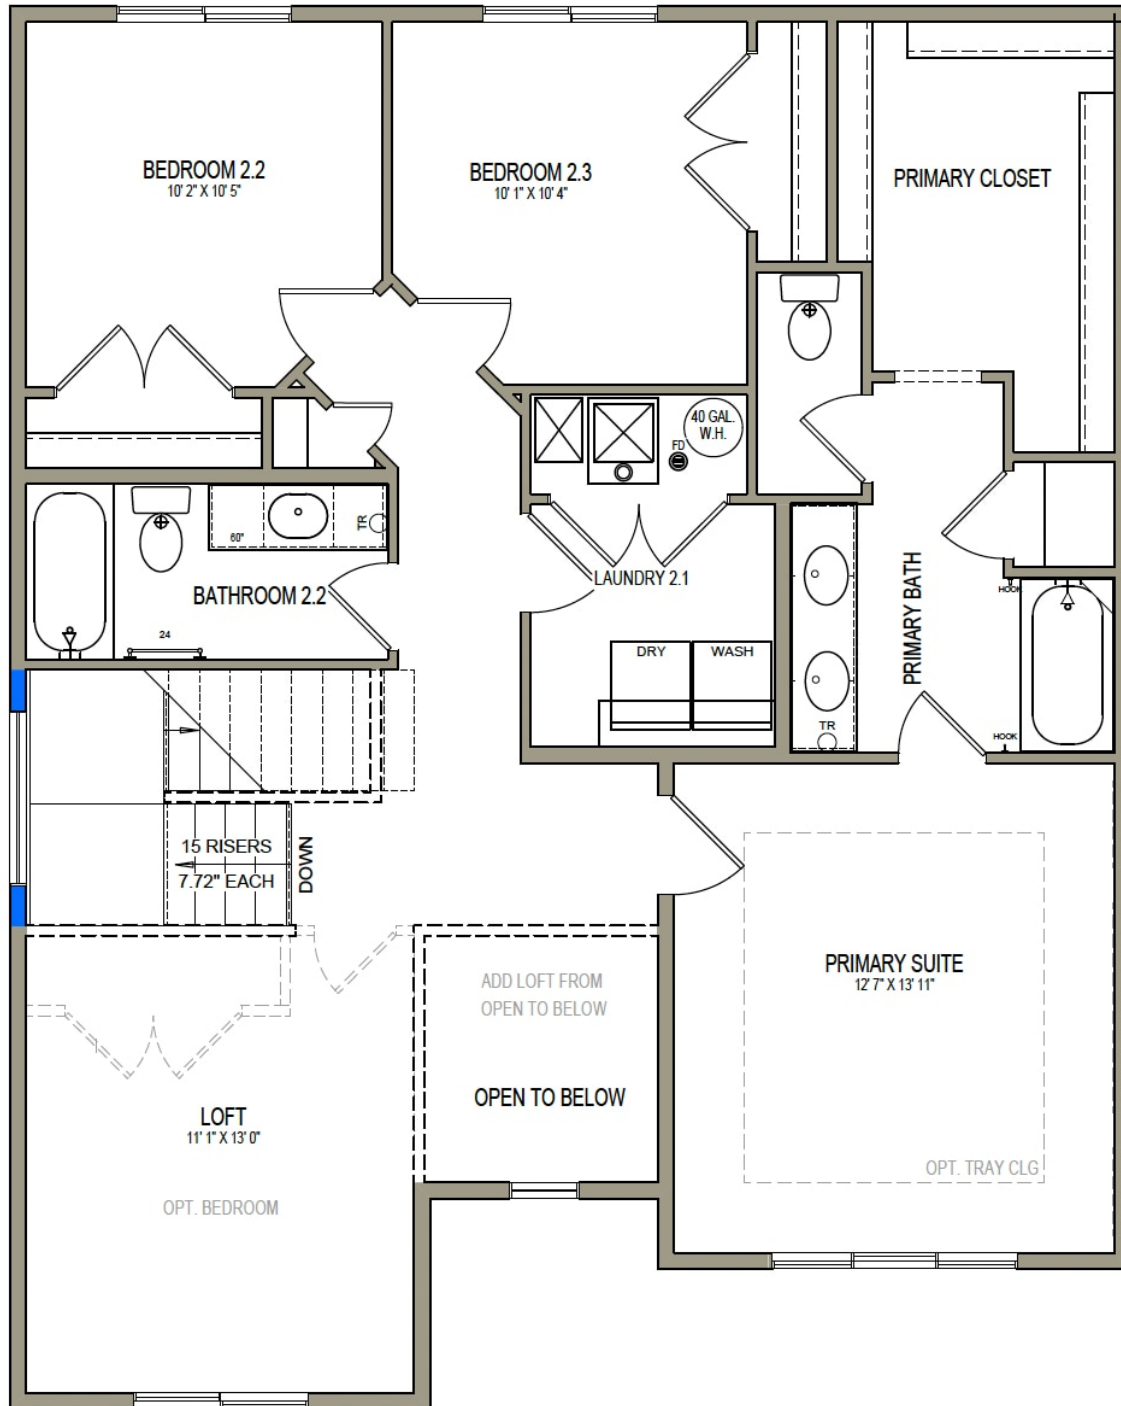 BEDROOM 2.2
10' 2" X 10' 5"
BEDROOM 2.3
10' 1" X 10' 4"
PRIMARY CLOSET
40 GAL.
W.H.
FD
TR
60"
BATHROOM 2.2
24
LAUNDRY 2.1
DRY
WASH
PRIMARY BATH
HOOK
HOOK
TR
15 RISERS
7.72" EACH
DOWN
ADD LOFT FROM
OPEN TO BELOW
OPEN TO BELOW
PRIMARY SUITE
12' 7" X 13' 11"
OPT. TRAY CLG
LOFT
11' 1" X 13' 0"
OPT. BEDROOM